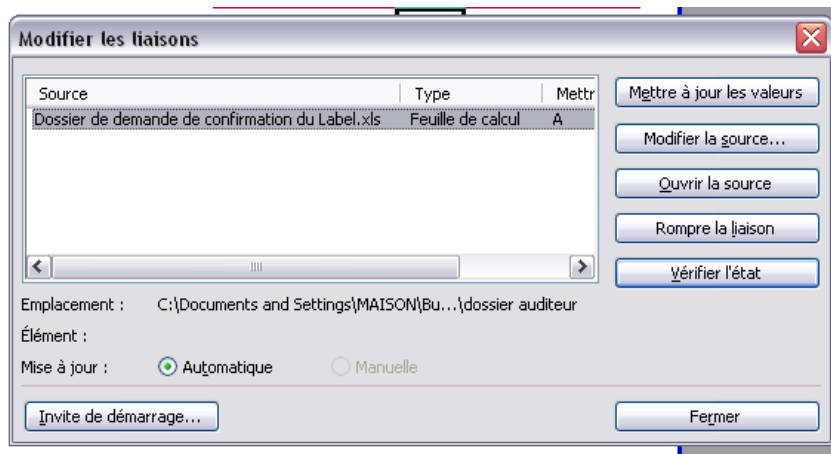 Modifier les liaisons
Source Type Mettr
Dossier de demande de confirmation du Label.xls Feuille de calcul A
Mettre à jour les valeurs
Modifier la source...
Ouvrir la source
Rompre la liaison
Vérifier l'état
Emplacement : C:\Documents and Settings\MAISON\Bu...\dossier auditeur
Élément :
Mise à jour : Automatique Manuelle
Invite de démarrage... Fermer